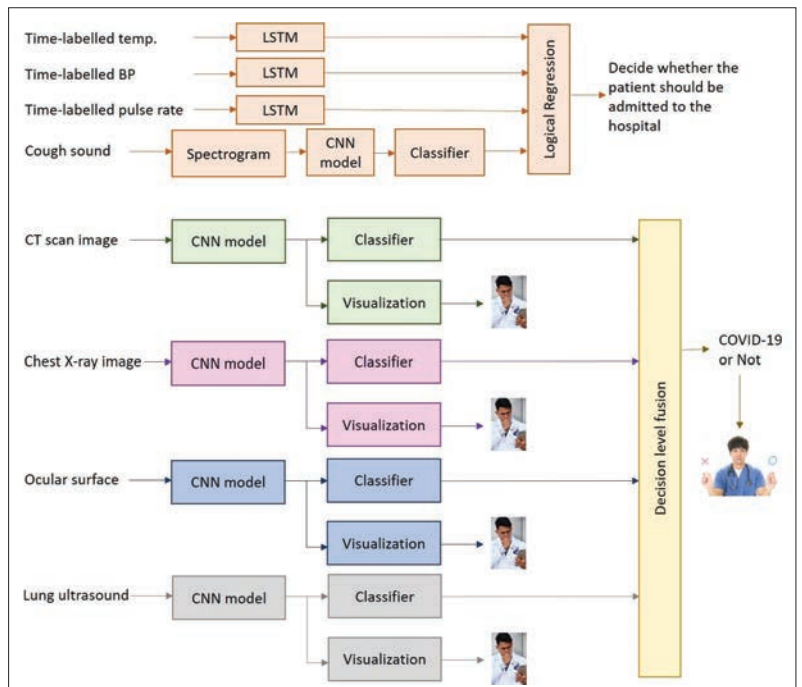 Time-labelled temp.
LSTM
Time-labelled BP
LSTM
Time-labelled pulse rate
LSTM
Cough sound
Spectrogram
CNN
model
Classifier
Logical Regression
Decide whether the
patient should be
admitted to the
hospital
CT scan image
CNN model
Classifier
Visualization
Chest X-ray image
CNN model
Classifier
Visualization
Ocular surface
CNN model
Classifier
Visualization
Lung ultrasound
CNN model
Classifier
Visualization
Decision level fusion
COVID-19
or Not